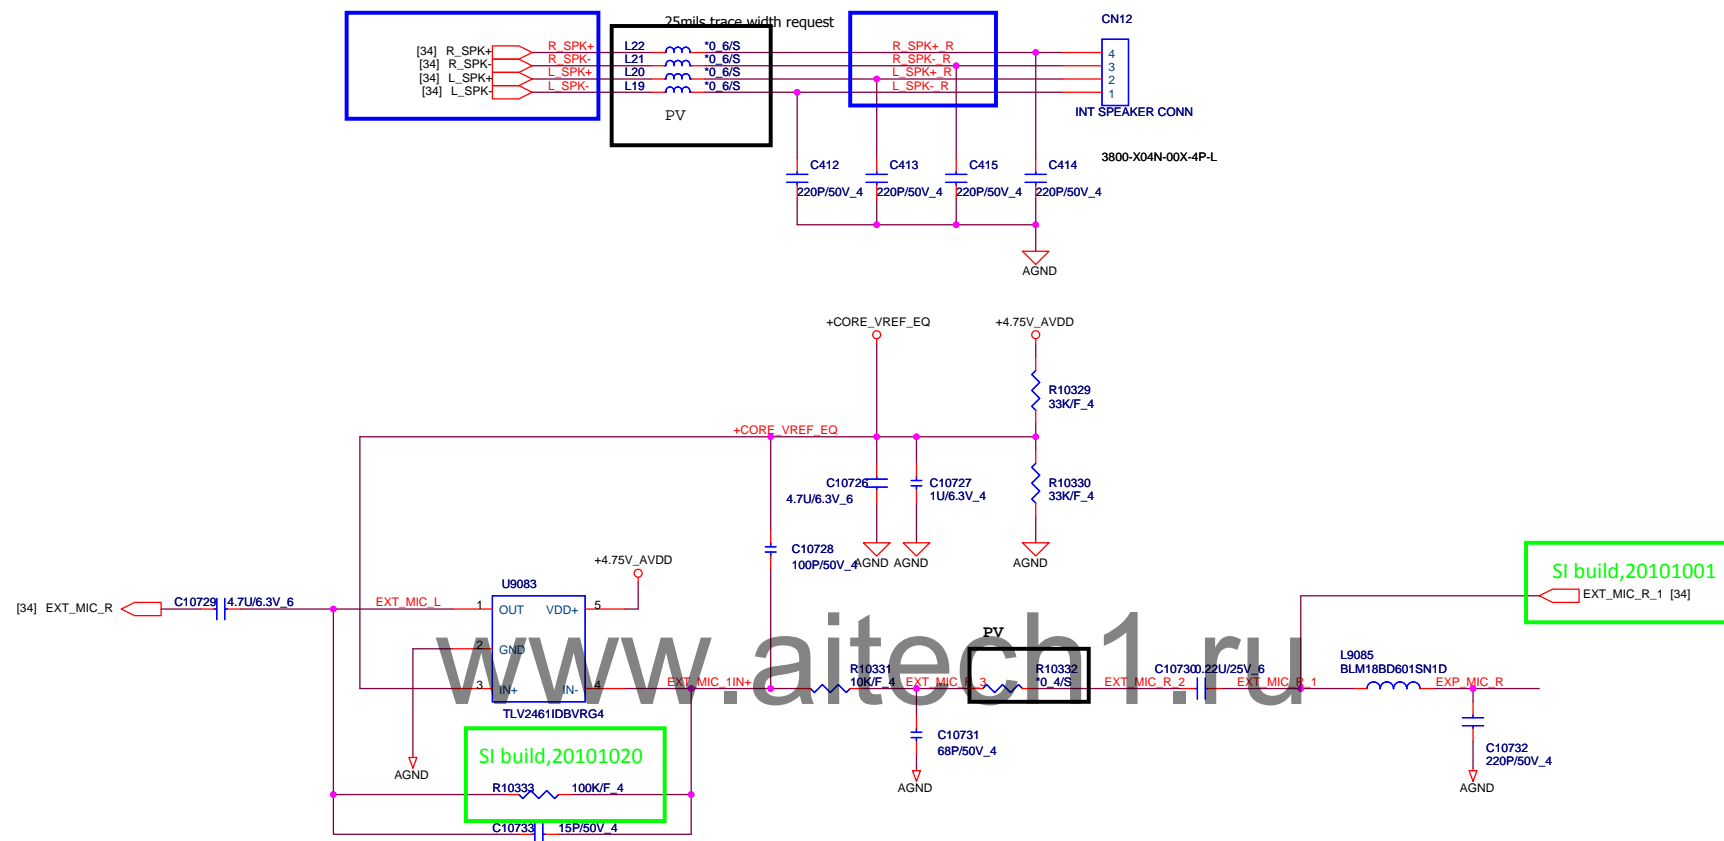 25mils trace width request
CN12
[34] R_SPK+ R_SPK+ L22 *0_6/S R_SPK+_R 4
[34] R_SPK- R_SPK- L21 *0_6/S R_SPK-_R 3
[34] L_SPK+ L_SPK+ L20 *0_6/S L_SPK+_R 2
[34] L_SPK- L_SPK- L19 *0_6/S L_SPK-_R 1
PV
INT SPEAKER CONN
3800-X04N-00X-4P-L
C412 C413 C415 C414
220P/50V_4 220P/50V_4 220P/50V_4 220P/50V_4
AGND
+CORE_VREF_EQ +4.75V_AVDD
R10329
33K/F_4
+CORE_VREF_EQ
C10726 C10727 R10330
4.7U/6.3V_6 1U/6.3V_4 33K/F_4
C10728
100P/50V_4
AGND AGND AGND
+4.75V_AVDD
SI build,20101001
EXT_MIC_R_1 [34]
U9083
[34] EXT_MIC_R C10729 4.7U/6.3V_6 EXT_MIC_L 1 OUT VDD+ 5
2 GND
3 IN+ IN- 4
TLV2461IDBVRG4
www.aitech1.ru
PV
EXT_MIC_1IN+ R10331 EXT_MIC_R_3 R10332 EXT_MIC_R_2 C10730 0.22U/25V_6 EXT_MIC_R_1 L9085
10K/F_4 *0_4/S BLM18BD601SN1D
EXP_MIC_R
C10731
68P/50V_4
AGND
C10732
220P/50V_4
AGND
AGND
SI build,20101020
R10333 100K/F_4
C10733 15P/50V_4